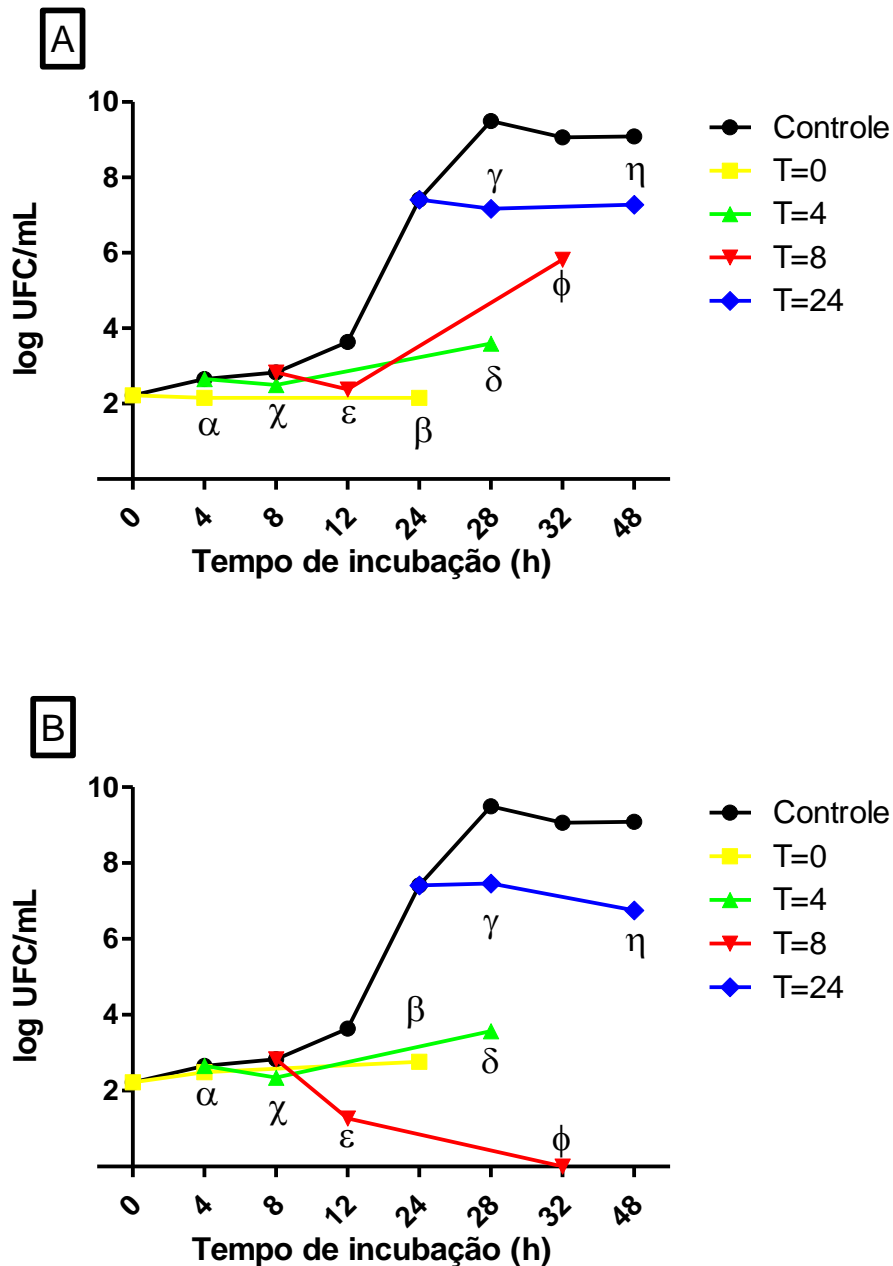 A
10
8
6
4
2
log UFC/mL
γ
η
ϕ
δ
α
χ
ε
β
0
4
8
12
24
28
32
48
Tempo de incubação (h)
Controle
T=0
T=4
T=8
T=24
B
10
8
6
4
2
log UFC/mL
γ
η
β
δ
α
χ
ε
ϕ
0
4
8
12
24
28
32
48
Tempo de incubação (h)
Controle
T=0
T=4
T=8
T=24